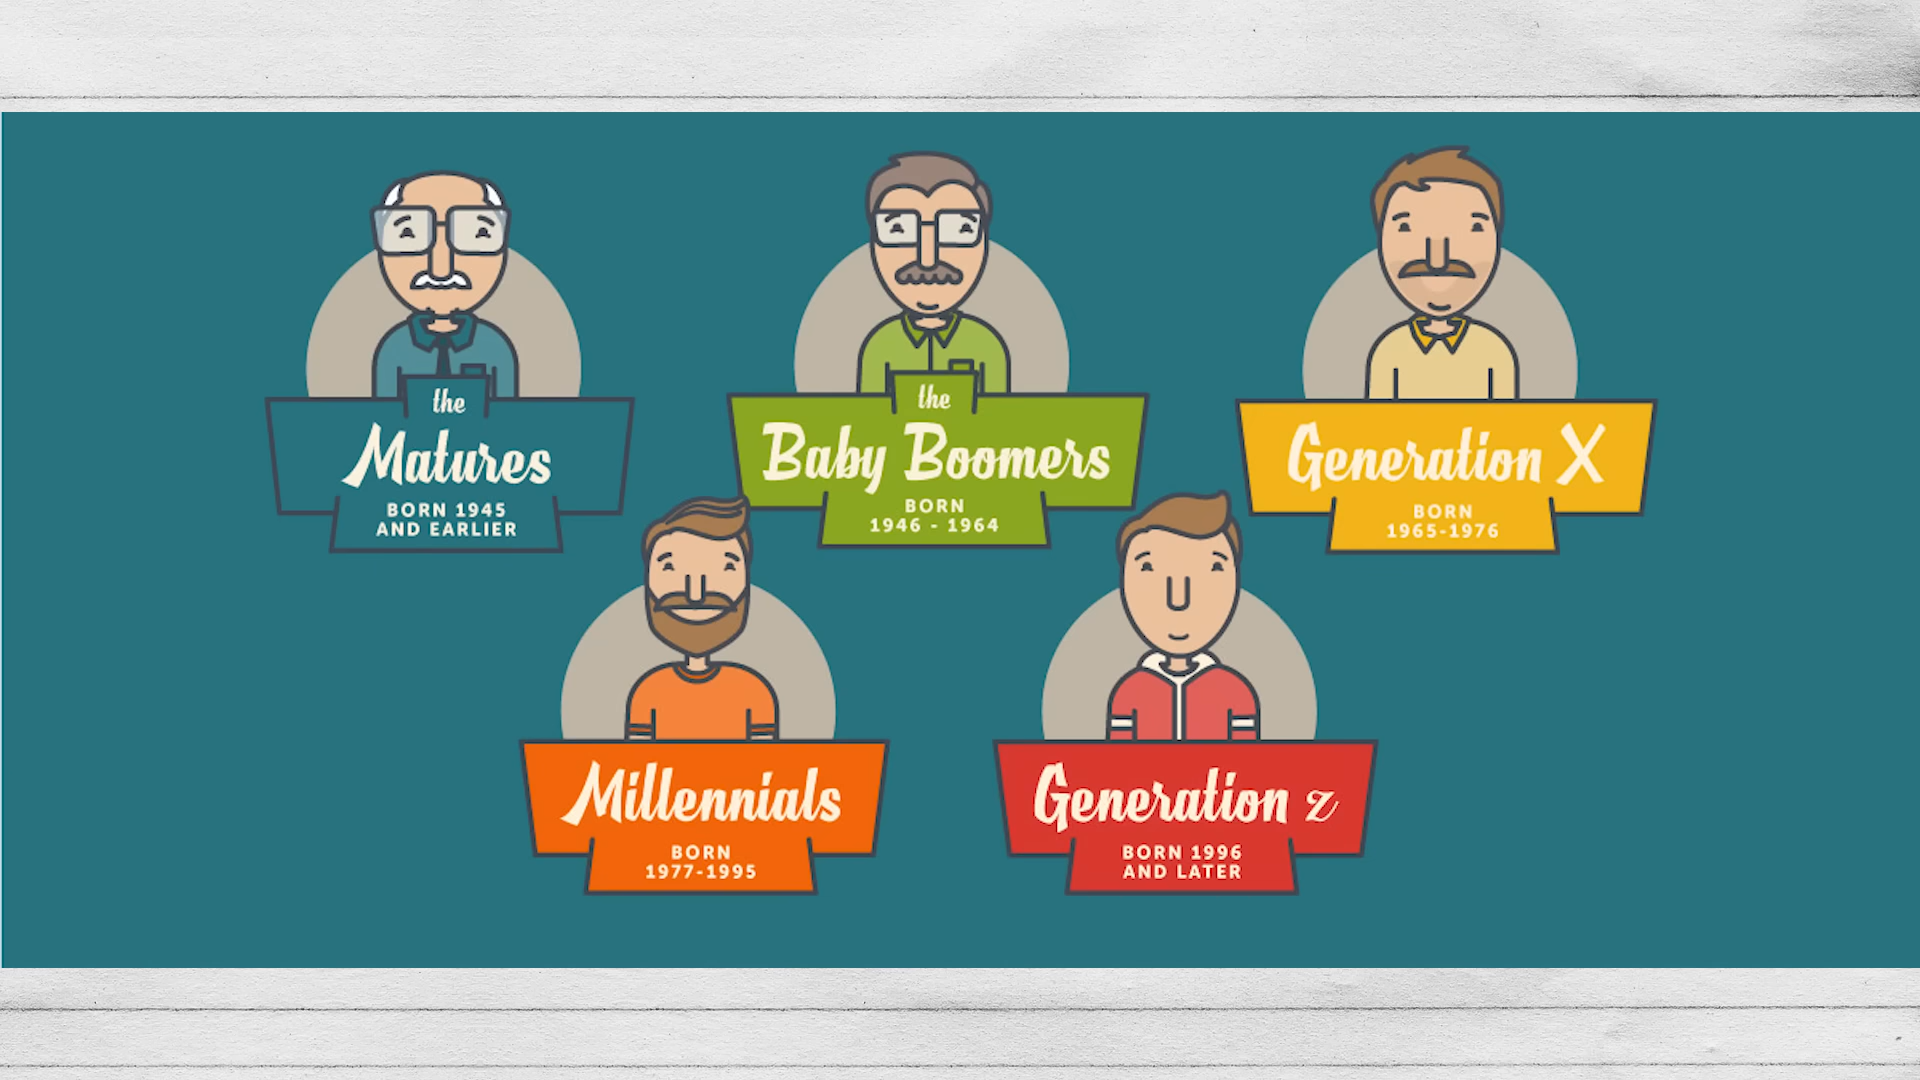 the
Matures
BORN 1945
AND EARLIER
the
Baby Boomers
BORN
1946 - 1964
Generation X
BORN
1965-1976
Millennials
BORN
1977-1995
Generation z
BORN 1996
AND LATER